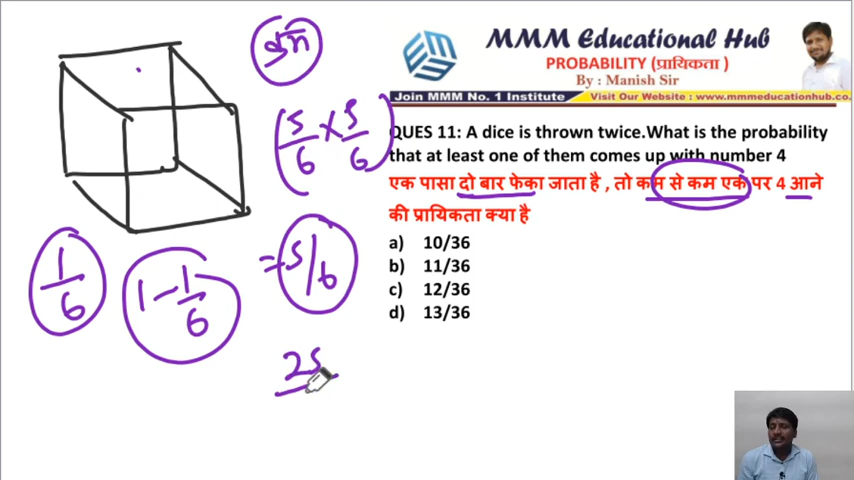 MMM Educational Hub
PROBABILITY (प्रायिकता)
By : Manish Sir
Join MMM No. 1 Institute
Visit Our Website : www.mmmeducationhub.co
QUES 11: A dice is thrown twice.What is the probability
that at least one of them comes up with number 4
एक पासा दो बार फेका जाता है , तो कम से कम एक पर 4 आने
की प्रायिकता क्या है
a) 10/36
b) 11/36
c) 12/36
d) 13/36
(5/6 × 5/6)
1/6
1-1/6
=5/6
25